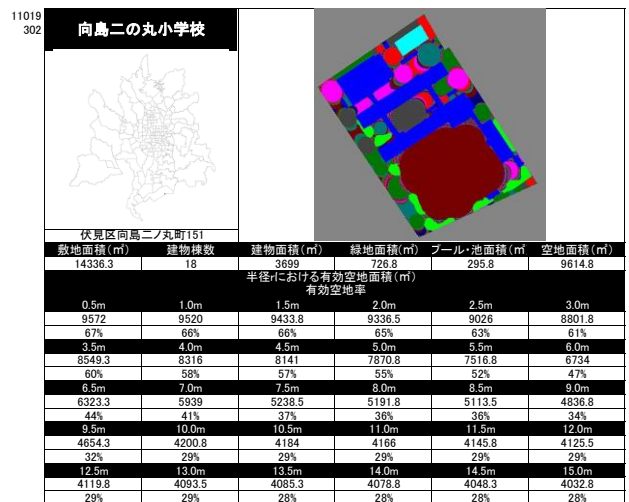 11019
302
向島二の丸小学校
伏見区向島二ノ丸町151
敷地面積(㎡) 建物棟数 建物面積(㎡) 緑地面積(㎡) プール・池面積(㎡ 空地面積(㎡)
14336.3 18 3699 726.8 295.8 9614.8
半径rにおける有効空地面積(㎡)
有効空地率
0.5m 1.0m 1.5m 2.0m 2.5m 3.0m
9572 9520 9433.8 9336.5 9026 8801.8
67% 66% 66% 65% 63% 61%
3.5m 4.0m 4.5m 5.0m 5.5m 6.0m
8549.3 8316 8141 7870.8 7516.8 6734
60% 58% 57% 55% 52% 47%
6.5m 7.0m 7.5m 8.0m 8.5m 9.0m
6323.3 5939 5238.5 5191.8 5113.5 4836.8
44% 41% 37% 36% 36% 34%
9.5m 10.0m 10.5m 11.0m 11.5m 12.0m
4654.3 4200.8 4184 4166 4145.8 4125.5
32% 29% 29% 29% 29% 29%
12.5m 13.0m 13.5m 14.0m 14.5m 15.0m
4119.8 4093.5 4085.3 4078.8 4048.3 4032.8
29% 29% 28% 28% 28% 28%